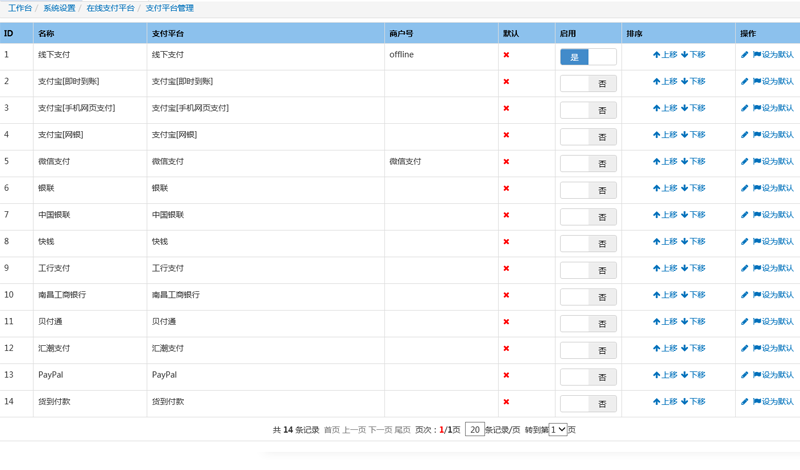 工作台 / 系统设置 / 在线支付平台 / 支付平台管理
ID 名称 支付平台 商户号 默认 启用 排序 操作
1 线下支付 线下支付 offline 是 上移 下移 设为默认
2 支付宝[即时到账] 支付宝[即时到账] 否 上移 下移 设为默认
3 支付宝[手机网页支付] 支付宝[手机网页支付] 否 上移 下移 设为默认
4 支付宝[网银] 支付宝[网银] 否 上移 下移 设为默认
5 微信支付 微信支付 微信支付 否 上移 下移 设为默认
6 银联 银联 否 上移 下移 设为默认
7 中国银联 中国银联 否 上移 下移 设为默认
8 快钱 快钱 否 上移 下移 设为默认
9 工行支付 工行支付 否 上移 下移 设为默认
10 南昌工商银行 南昌工商银行 否 上移 下移 设为默认
11 贝付通 贝付通 否 上移 下移 设为默认
12 汇潮支付 汇潮支付 否 上移 下移 设为默认
13 PayPal PayPal 否 上移 下移 设为默认
14 货到付款 货到付款 否 上移 下移 设为默认
共 14 条记录 首页 上一页 下一页 尾页 页次：1/1页 20 条记录/页 转到第 1 页